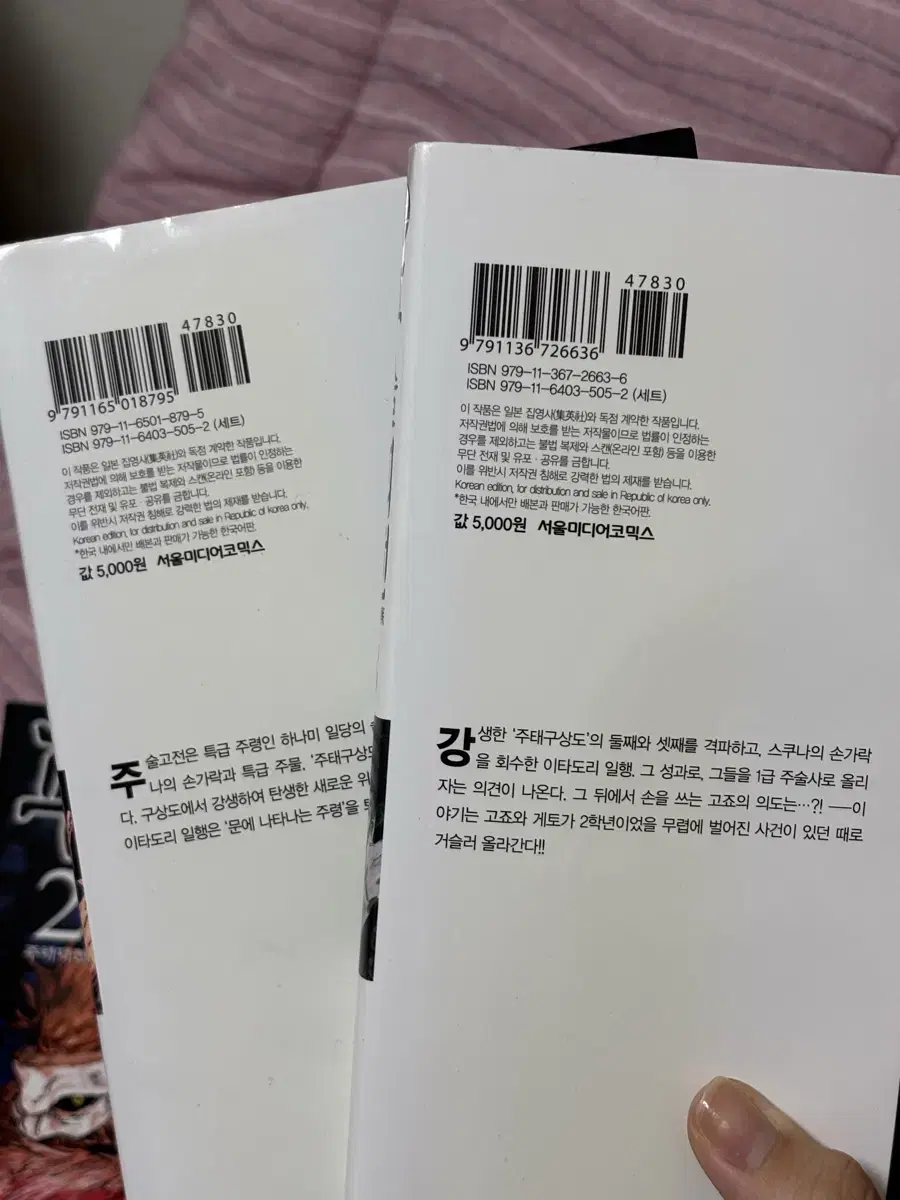 47830
9 791165 018795
ISBN 979-11-6501-879-5
ISBN 979-11-6403-505-2 (세트)
이 작품은 일본 집영사(集英社)와 독점 계약한 작품입니다.
저작권법에 의해 보호를 받는 저작물이므로 법률이 인정하는
경우를 제외하고는 불법 복제와 스캔(온라인 포함) 등을 이용한
무단 전재 및 유포 · 공유를 금합니다.
이를 위반시 저작권 침해로 강력한 법의 제재를 받습니다.
Korean edition, for distribution and sale in Republic of korea only.
*한국 내에서만 배본과 판매가 가능한 한국어판.
값 5,000원 서울미디어코믹스
주술고전은 특급 주령인 하나미 일당의
나의 손가락과 특급 주물, '주태구상도
다. 구상도에서 강생하여 탄생한 새로운 위
이타도리 일행은 '문에 나타나는 주령'을
2
47830
9 791136 726636
ISBN 979-11-367-2663-6
ISBN 979-11-6403-505-2 (세트)
이 작품은 일본 집영사(集英社)와 독점 계약한 작품입니다.
저작권법에 의해 보호를 받는 저작물이므로 법률이 인정하는
경우를 제외하고는 불법 복제와 스캔(온라인 포함) 등을 이용한
무단 전재 및 유포 · 공유를 금합니다.
이를 위반시 저작권 침해로 강력한 법의 제재를 받습니다.
Korean edition, for distribution and sale in Republic of korea only.
*한국 내에서만 배본과 판매가 가능한 한국어판.
값 5,000원 서울미디어코믹스
강생한 '주태구상도'의 둘째와 셋째를 격파하고, 스쿠나의 손가락
을 회수한 이타도리 일행. 그 성과로, 그들을 1급 주술사로 올리
자는 의견이 나온다. 그 뒤에서 손을 쓰는 고죠의 의도는…?! ──이
야기는 고죠와 게토가 2학년이었을 무렵에 벌어진 사건이 있던 때로
거슬러 올라간다!!